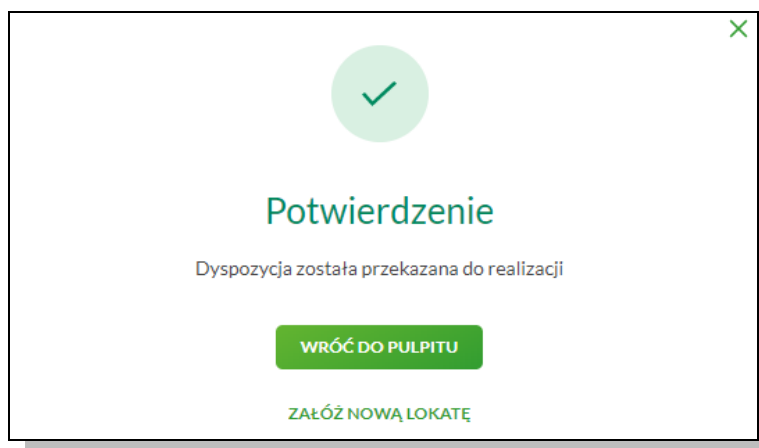 Potwierdzenie
Dyspozycja została przekazana do realizacji
WRÓĆ DO PULPITU
ZAŁÓŻ NOWĄ LOKATĘ